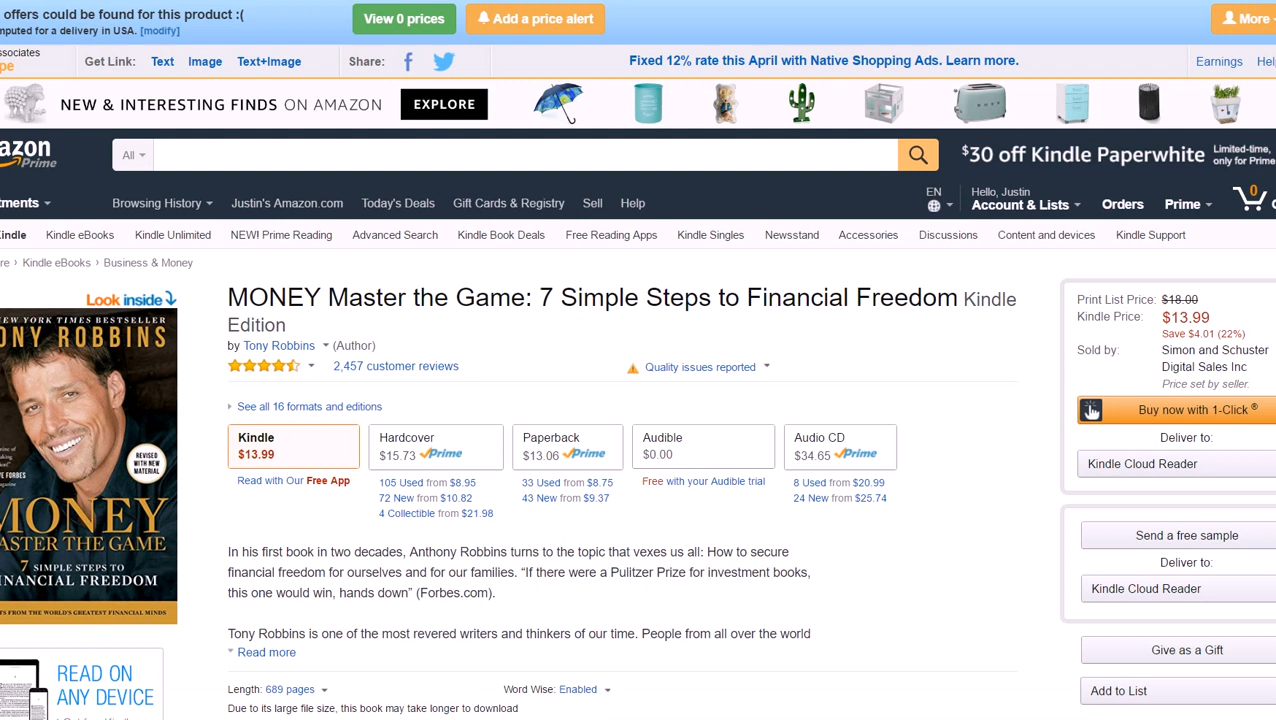 offers could be found for this product :(
mputed for a delivery in USA. [modify]
View 0 prices
Add a price alert
More
ssociates
pe
Get Link: Text Image Text+Image
Share:
Fixed 12% rate this April with Native Shopping Ads. Learn more.
Earnings Hel
NEW & INTERESTING FINDS ON AMAZON EXPLORE
azon
Prime
All
$30 off Kindle Paperwhite
Limited-time,
only for Prime
tments
Browsing History Justin's Amazon.com Today's Deals Gift Cards & Registry Sell Help
EN
Hello, Justin
Account & Lists
Orders
Prime
0
C
Kindle Kindle eBooks Kindle Unlimited NEW! Prime Reading Advanced Search Kindle Book Deals Free Reading Apps Kindle Singles Newsstand Accessories Discussions Content and devices Kindle Support
re › Kindle eBooks › Business & Money
Look inside
NEW YORK TIMES BESTSELLER
ONY ROBBINS
REVISED
WITH NEW
MATERIAL
MONEY
ASTER THE GAME
7 SIMPLE STEPS TO
INANCIAL FREEDOM
TS FROM THE WORLD'S GREATEST FINANCIAL MINDS
READ ON
ANY DEVICE
MONEY Master the Game: 7 Simple Steps to Financial Freedom Kindle
Edition
by Tony Robbins (Author)
2,457 customer reviews
Quality issues reported
See all 16 formats and editions
Kindle
$13.99
Read with Our Free App
Hardcover
$15.73 Prime
105 Used from $8.95
72 New from $10.82
4 Collectible from $21.98
Paperback
$13.06 Prime
33 Used from $8.75
43 New from $9.37
Audible
$0.00
Free with your Audible trial
Audio CD
$34.65 Prime
8 Used from $20.99
24 New from $25.74
In his first book in two decades, Anthony Robbins turns to the topic that vexes us all: How to secure
financial freedom for ourselves and for our families. “If there were a Pulitzer Prize for investment books,
this one would win, hands down” (Forbes.com).
Tony Robbins is one of the most revered writers and thinkers of our time. People from all over the world
Read more
Length: 689 pages
Word Wise: Enabled
Due to its large file size, this book may take longer to download
Print List Price: $18.00
Kindle Price: $13.99
Save $4.01 (22%)
Sold by: Simon and Schuster
Digital Sales Inc
Price set by seller.
Buy now with 1-Click ®
Deliver to:
Kindle Cloud Reader
Send a free sample
Deliver to:
Kindle Cloud Reader
Give as a Gift
Add to List